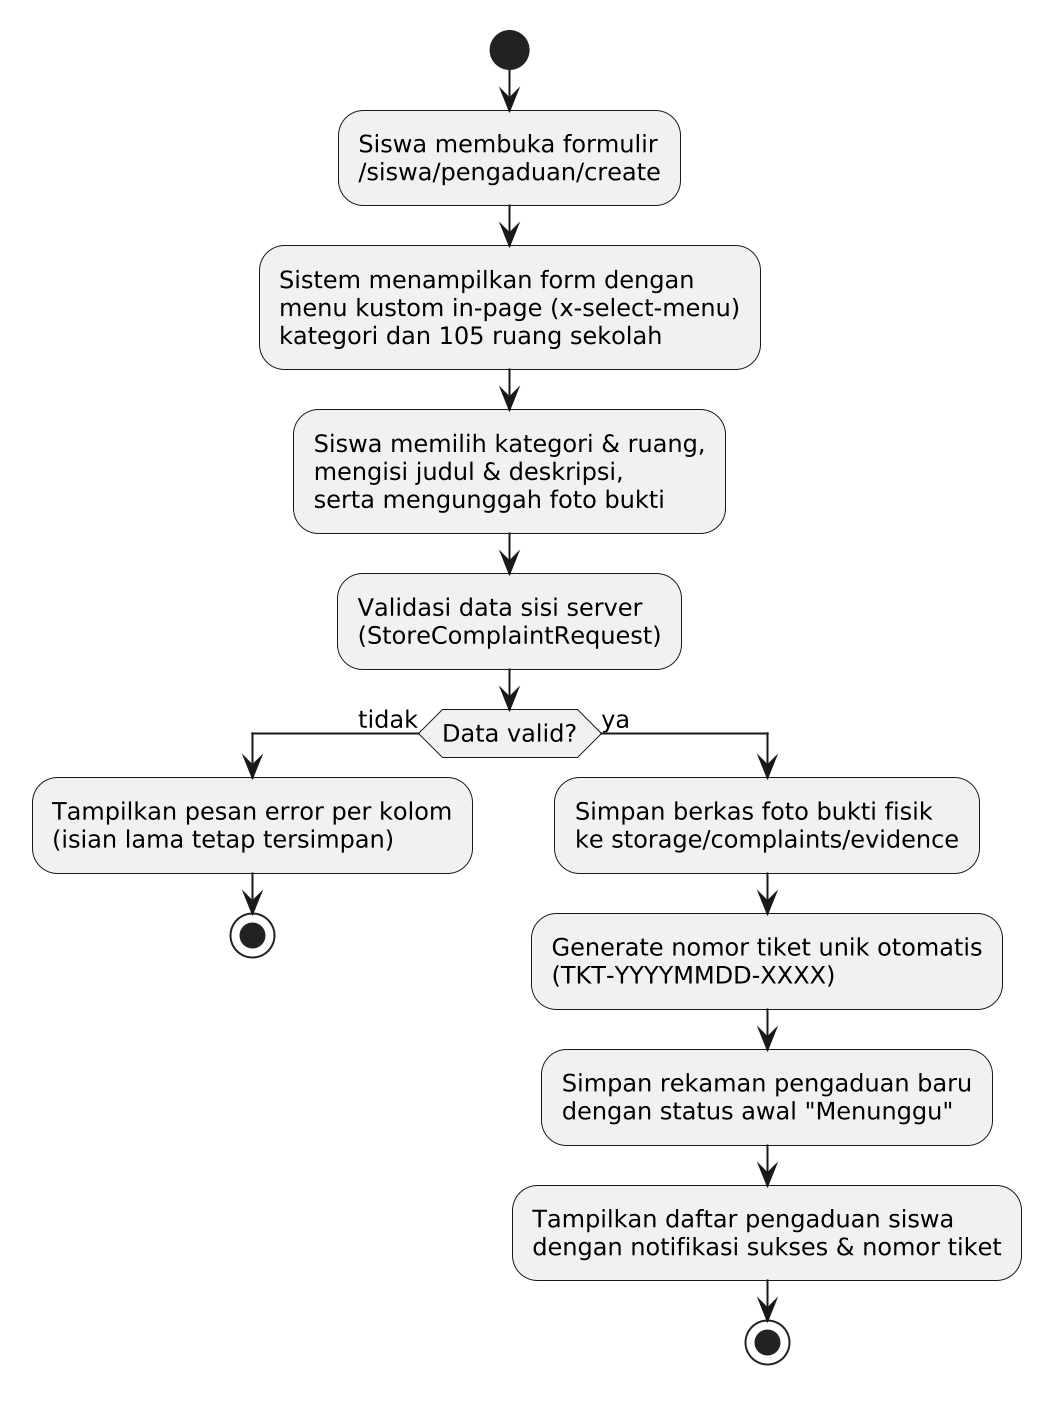 Siswa membuka formulir
/siswa/pengaduan/create
Sistem menampilkan form dengan
menu kustom in-page (x-select-menu)
kategori dan 105 ruang sekolah
Siswa memilih kategori & ruang,
mengisi judul & deskripsi,
serta mengunggah foto bukti
Validasi data sisi server
(StoreComplaintRequest)
Data valid?
tidak
Tampilkan pesan error per kolom
(isian lama tetap tersimpan)
ya
Simpan berkas foto bukti fisik
ke storage/complaints/evidence
Generate nomor tiket unik otomatis
(TKT-YYYYMMDD-XXXX)
Simpan rekaman pengaduan baru
dengan status awal "Menunggu"
Tampilkan daftar pengaduan siswa
dengan notifikasi sukses & nomor tiket